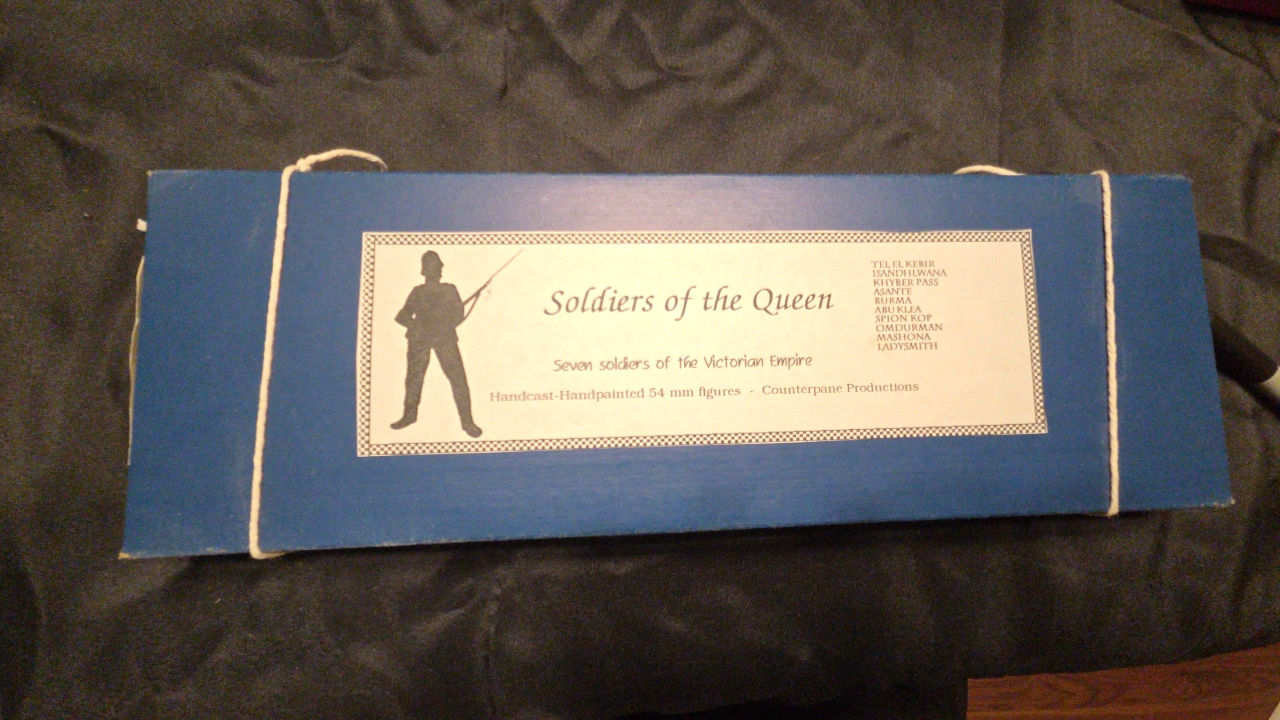 Soldiers of the Queen
Seven soldiers of the Victorian Empire
Handcast-Handpainted 54 mm figures - Counterpane Productions
TEL EL KEBIR
ISANDHLWANA
KHYBER PASS
ASANTE
BURMA
ABU KLEA
SPION KOP
OMDURMAN
MASHONA
LADYSMITH